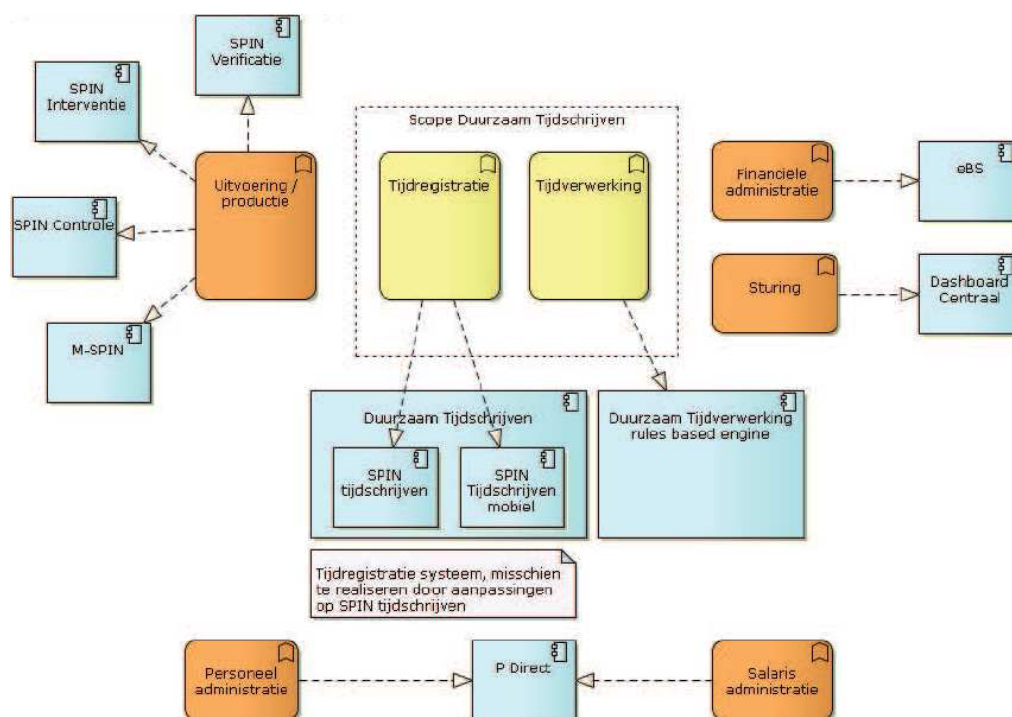 SPIN
Verificatie
SPIN
Interventie
Scope Duurzaam Tijdschrijven
Uitvoering /
productie
Tijdregistratie
Tijdverwerking
Financiele
administratie
eBS
SPIN Controle
Sturing
Dashboard
Centraal
M-SPIN
Duurzaam Tijdschrijven
Duurzaam Tijdverwerking
rules based engine
SPIN
tijdschrijven
SPIN
Tijdschrijven
mobiel
Tijdregistratie systeem, misschien
te realiseren door aanpassingen
op SPIN tijdschrijven
Personeel
administratie
P Direct
Salaris
administratie